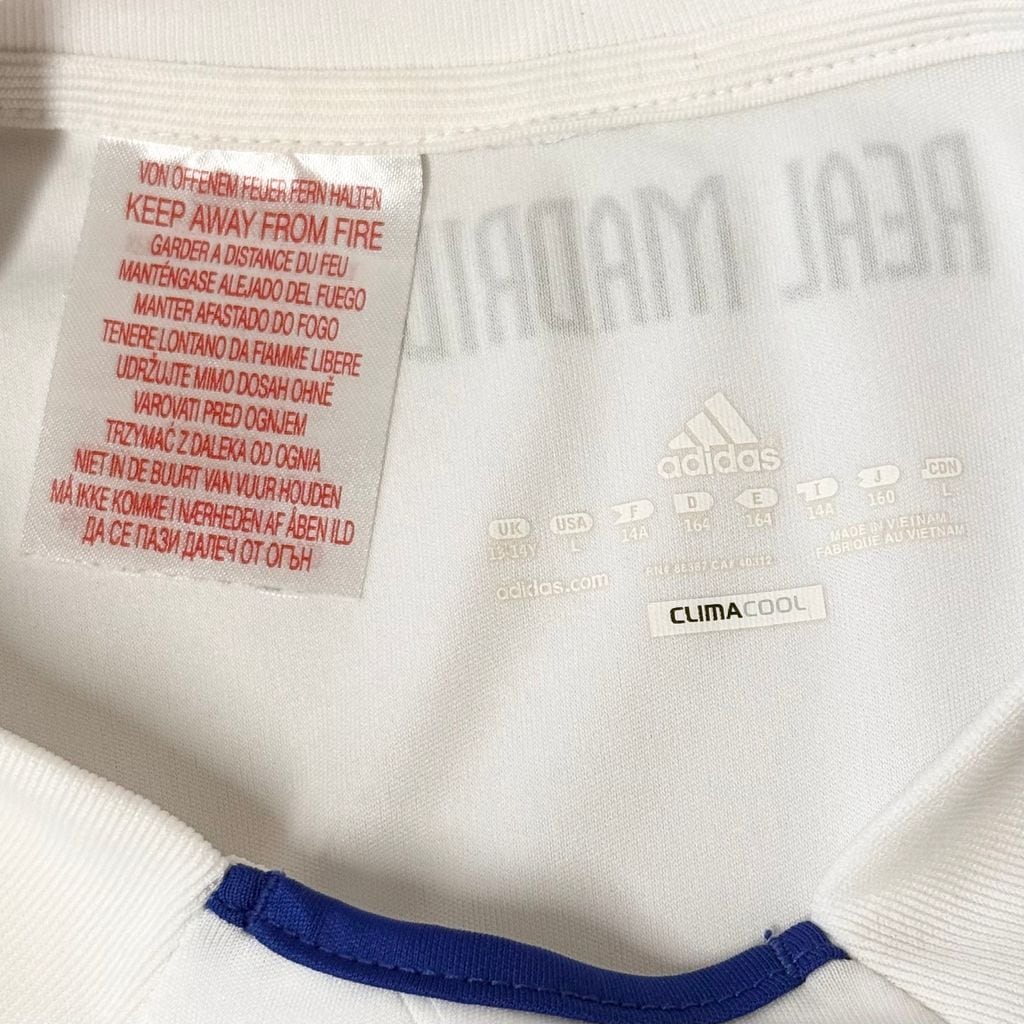 VON OFFENEM FEUER FERN HALTEN
KEEP AWAY FROM FIRE
GARDER A DISTANCE DU FEU
MANTÉNGASE ALEJADO DEL FUEGO
MANTER AFASTADO DO FOGO
TENERE LONTANO DA FIAMME LIBERE
UDRŽUJTE MIMO DOSAH OHNĚ
VAROVATI PRED OGNJEM
TRZYMAĆ Z DALEKA OD OGNIA
NIET IN DE BUURT VAN VUUR HOUDEN
MÅ IKKE KOMME I NÆRHEDEN AF ÅBEN ILD
ДА СЕ ПАЗИ ДАЛЕЧ ОТ ОГЪН
REAL MADRID
adidas
UK USA F D E I J CDN
13-14Y L 14A 164 164 14A 160 L
MADE IN VIETNAM
FABRIQUÉ AU VIETNAM
adidas.com
CLIMACOOL